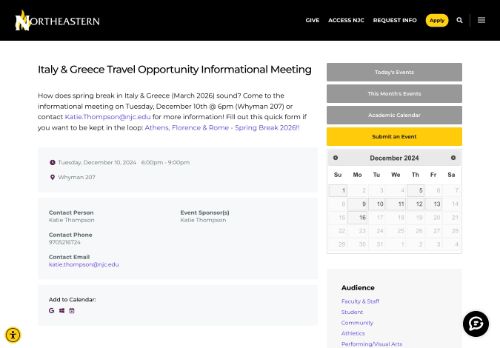 NORTHEASTERN
GIVE ACCESS NJC REQUEST INFO Apply
Italy & Greece Travel Opportunity Informational Meeting
How does spring break in Italy & Greece (March 2026) sound? Come to the
informational meeting on Tuesday, December 10th @ 6pm (Whyman 207) or
contact Katie.Thompson@njc.edu for more information! Fill out this quick form if
you want to be kept in the loop: Athens, Florence & Rome - Spring Break 2026!!
Tuesday, December 10, 2024 6:00pm - 9:00pm
Whyman 207
Contact Person
Katie Thompson
Event Sponsor(s)
Katie Thompson
Contact Phone
9705216724
Contact Email
katie.thompson@njc.edu
Add to Calendar:
Today's Events
This Month's Events
Academic Calendar
Submit an Event
December 2024
Su Mo Tu We Th Fr Sa
1 2 3 4 5 6 7
8 9 10 11 12 13 14
15 16 17 18 19 20 21
22 23 24 25 26 27 28
29 30 31 1 2 3 4
Audience
Faculty & Staff
Student
Community
Athletics
Performing/Visual Arts